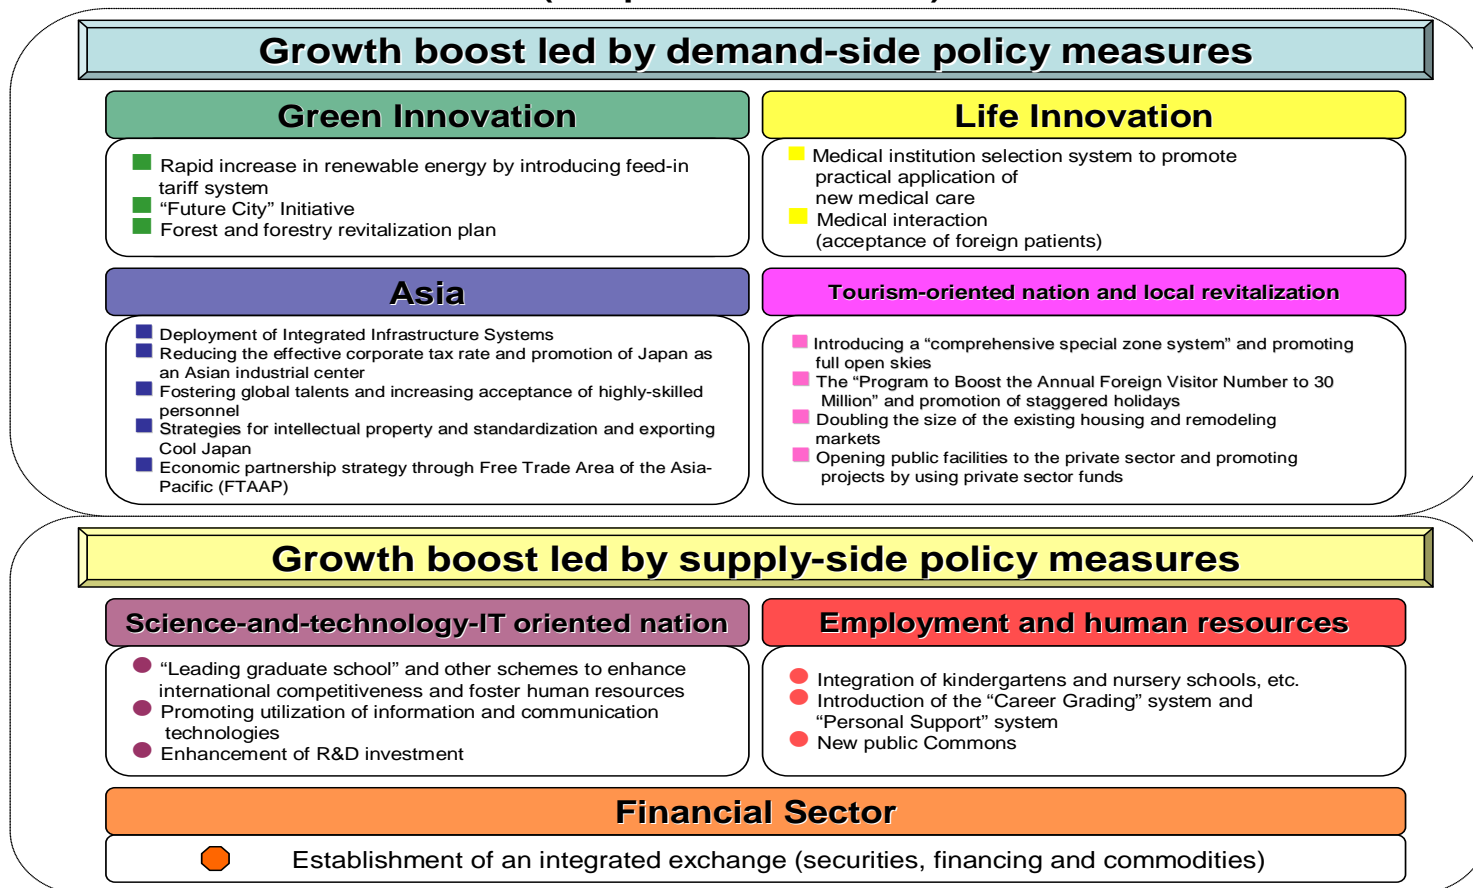 Growth boost led by demand-side policy measures
Green Innovation
Rapid increase in renewable energy by introducing feed-in
tariff system
“Future City” Initiative
Forest and forestry revitalization plan
Life Innovation
Medical institution selection system to promote
practical application of
new medical care
Medical interaction
(acceptance of foreign patients)
Asia
Deployment of Integrated Infrastructure Systems
Reducing the effective corporate tax rate and promotion of Japan as
an Asian industrial center
Fostering global talents and increasing acceptance of highly-skilled
personnel
Strategies for intellectual property and standardization and exporting
Cool Japan
Economic partnership strategy through Free Trade Area of the Asia-
Pacific (FTAAP)
Tourism-oriented nation and local revitalization
Introducing a “comprehensive special zone system” and promoting
full open skies
The “Program to Boost the Annual Foreign Visitor Number to 30
Million” and promotion of staggered holidays
Doubling the size of the existing housing and remodeling
markets
Opening public facilities to the private sector and promoting
projects by using private sector funds
Growth boost led by supply-side policy measures
Science-and-technology-IT oriented nation
“Leading graduate school” and other schemes to enhance
international competitiveness and foster human resources
Promoting utilization of information and communication
technologies
Enhancement of R&D investment
Employment and human resources
Integration of kindergartens and nursery schools, etc.
Introduction of the “Career Grading” system and
“Personal Support” system
New public Commons
Financial Sector
Establishment of an integrated exchange (securities, financing and commodities)